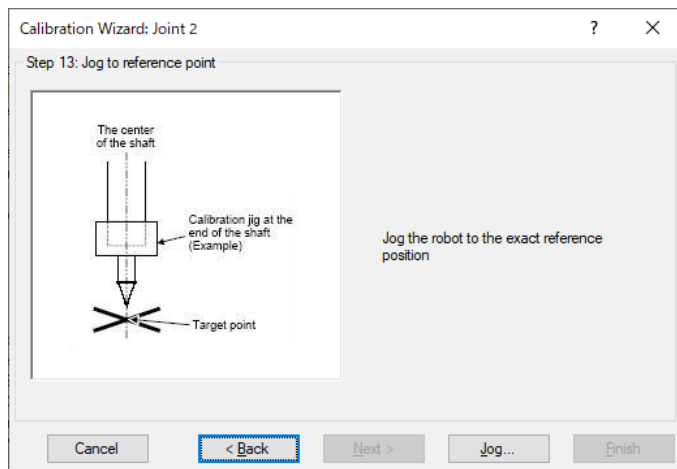 Calibration Wizard: Joint 2
Step 13: Jog to reference point
The center
of the shaft
Calibration jig at the
end of the shaft
(Example)
Target point
Jog the robot to the exact reference
position
Cancel
< Back
Next >
Jog...
Finish